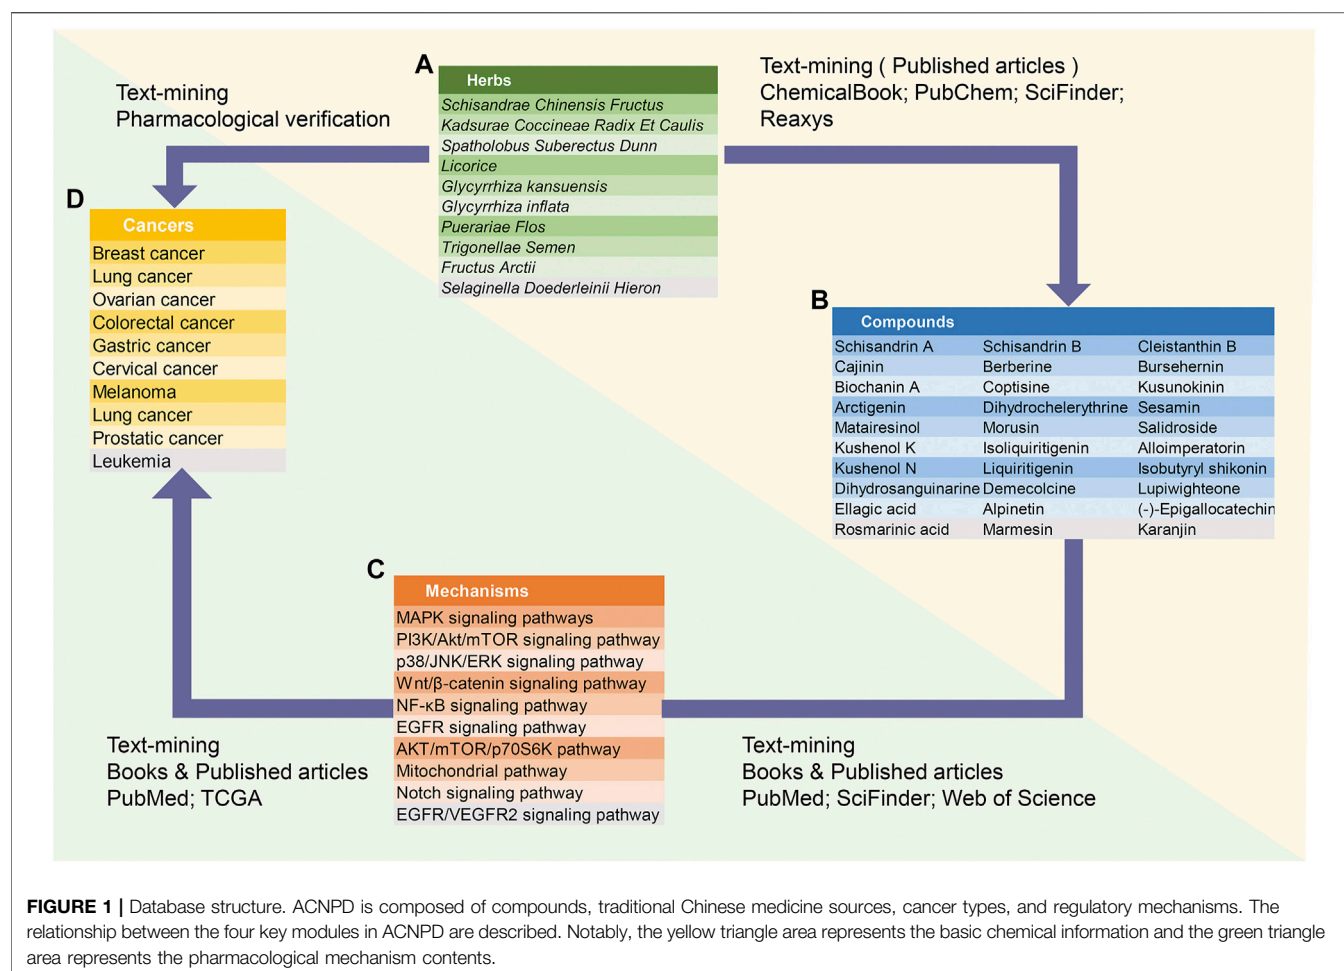 Text-mining
Pharmacological verification
A
Herbs
Schisandrae Chinensis Fructus
Kadsurae Coccineae Radix Et Caulis
Spatholobus Suberectus Dunn
Licorice
Glycyrrhiza kansuensis
Glycyrrhiza inflata
Puerariae Flos
Trigonellae Semen
Fructus Arctii
Selaginella Doederleinii Hieron
Text-mining ( Published articles )
ChemicalBook; PubChem; SciFinder;
Reaxys
D
Cancers
Breast cancer
Lung cancer
Ovarian cancer
Colorectal cancer
Gastric cancer
Cervical cancer
Melanoma
Lung cancer
Prostatic cancer
Leukemia
B
Compounds
Schisandrin A Schisandrin B Cleistanthin B
Cajinin Berberine Bursehernin
Biochanin A Coptisine Kusunokinin
Arctigenin Dihydrochelerythrine Sesamin
Matairesinol Morusin Salidroside
Kushenol K Isoliquiritigenin Alloimperatorin
Kushenol N Liquiritigenin Isobutyryl shikonin
Dihydrosanguinarine Demecolcine Lupiwighteone
Ellagic acid Alpinetin (-)-Epigallocatechin
Rosmarinic acid Marmesin Karanjin
C
Mechanisms
MAPK signaling pathways
PI3K/Akt/mTOR signaling pathway
p38/JNK/ERK signaling pathway
Wnt/β-catenin signaling pathway
NF-κB signaling pathway
EGFR signaling pathway
AKT/mTOR/p70S6K pathway
Mitochondrial pathway
Notch signaling pathway
EGFR/VEGFR2 signaling pathway
Text-mining
Books & Published articles
PubMed; TCGA
Text-mining
Books & Published articles
PubMed; SciFinder; Web of Science
FIGURE 1 | Database structure. ACNPD is composed of compounds, traditional Chinese medicine sources, cancer types, and regulatory mechanisms. The
relationship between the four key modules in ACNPD are described. Notably, the yellow triangle area represents the basic chemical information and the green triangle
area represents the pharmacological mechanism contents.